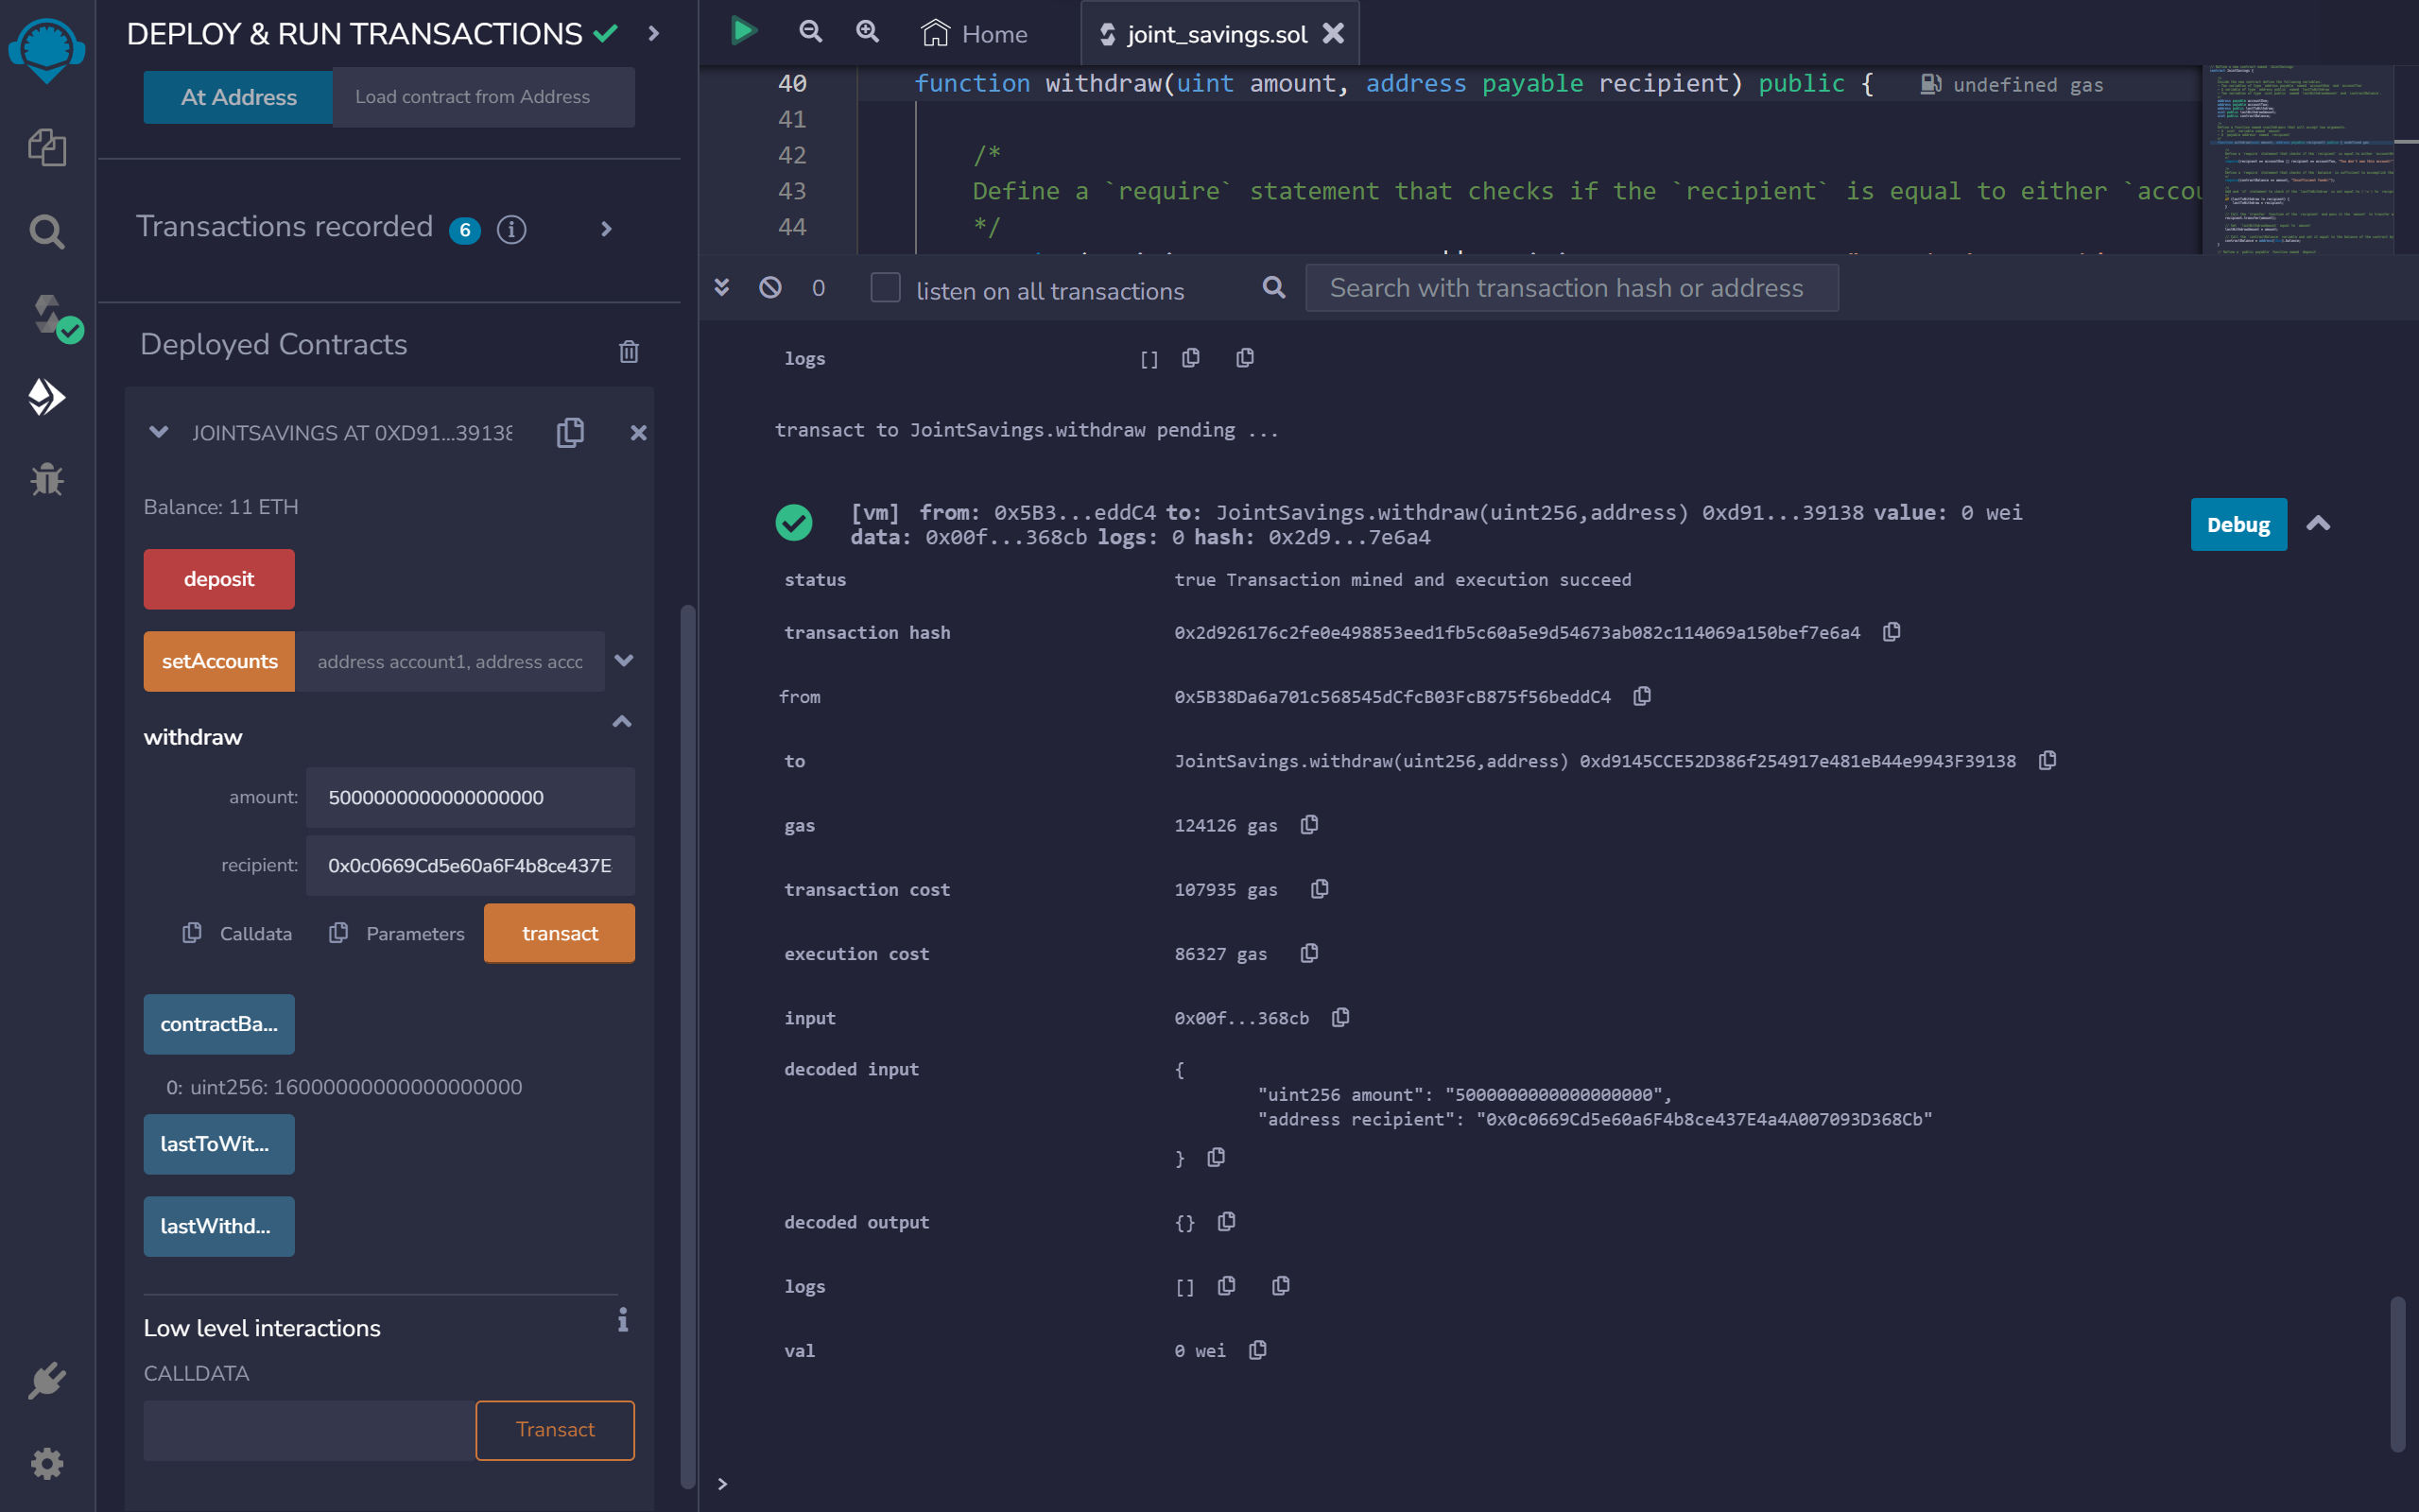 DEPLOY & RUN TRANSACTIONS
At Address
Load contract from Address
Transactions recorded 6
Deployed Contracts
JOINTSAVINGS AT 0XD91...39138
Balance: 11 ETH
deposit
setAccounts
address account1, address accc
withdraw
amount:
5000000000000000000
recipient:
0x0c0669Cd5e60a6F4b8ce437E
Calldata
Parameters
transact
contractBa...
0: uint256: 16000000000000000000
lastToWit...
lastWithd...
Low level interactions
CALLDATA
Transact
Home
joint_savings.sol
40 function withdraw(uint amount, address payable recipient) public { undefined gas
41
42 /*
43 Define a `require` statement that checks if the `recipient` is equal to either `accou
44 */
0
listen on all transactions
Search with transaction hash or address
logs []
transact to JointSavings.withdraw pending ...
[vm] from: 0x5B3...eddC4 to: JointSavings.withdraw(uint256,address) 0xd91...39138 value: 0 wei
data: 0x00f...368cb logs: 0 hash: 0x2d9...7e6a4
Debug
status true Transaction mined and execution succeed
transaction hash 0x2d926176c2fe0e498853eed1fb5c60a5e9d54673ab082c114069a150bef7e6a4
from 0x5B38Da6a701c568545dCfcB03FcB875f56beddC4
to JointSavings.withdraw(uint256,address) 0xd9145CCE52D386f254917e481eB44e9943F39138
gas 124126 gas
transaction cost 107935 gas
execution cost 86327 gas
input 0x00f...368cb
decoded input {
"uint256 amount": "5000000000000000000",
"address recipient": "0x0c0669Cd5e60a6F4b8ce437E4a4A007093D368Cb"
}
decoded output {}
logs []
val 0 wei
>